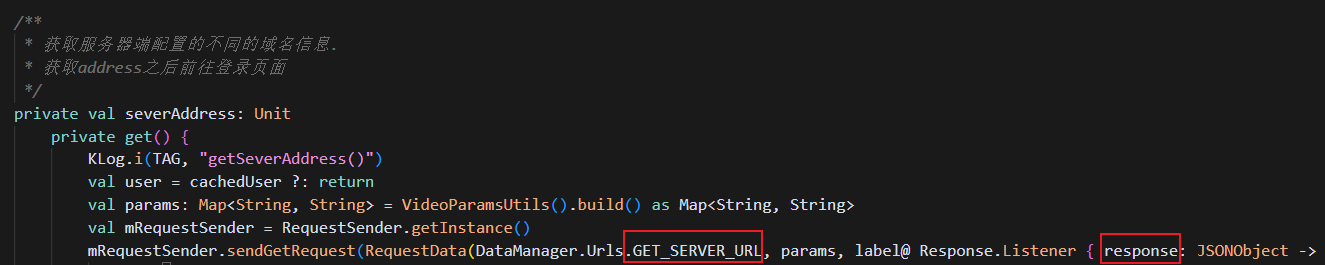 /**
* 获取服务器端配置的不同的域名信息.
* 获取address之后前往登录页面
*/
private val severAddress: Unit
private get() {
KLog.i(TAG, "getSeverAddress()")
val user = cachedUser ?: return
val params: Map<String, String> = VideoParamsUtils().build() as Map<String, String>
val mRequestSender = RequestSender.getInstance()
mRequestSender.sendGetRequest(RequestData(DataManager.Urls.GET_SERVER_URL, params, label@ Response.Listener { response: JSONObject ->